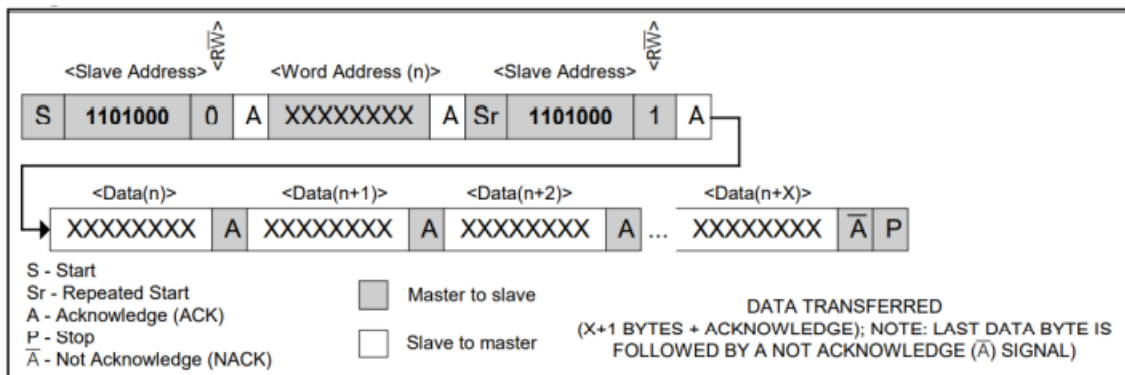 <RW̅>
<RW̅>
<Slave Address> <Word Address (n)> <Slave Address>
S 1101000 0 A XXXXXXXX A Sr 1101000 1 A
<Data(n)> <Data(n+1)> <Data(n+2)> <Data(n+X)>
XXXXXXXX A XXXXXXXX A XXXXXXXX A ... XXXXXXXX A̅ P
S - Start
Sr - Repeated Start
A - Acknowledge (ACK)
P - Stop
A̅ - Not Acknowledge (NACK)
Master to slave
Slave to master
DATA TRANSFERRED
(X+1 BYTES + ACKNOWLEDGE); NOTE: LAST DATA BYTE IS
FOLLOWED BY A NOT ACKNOWLEDGE (A̅) SIGNAL)